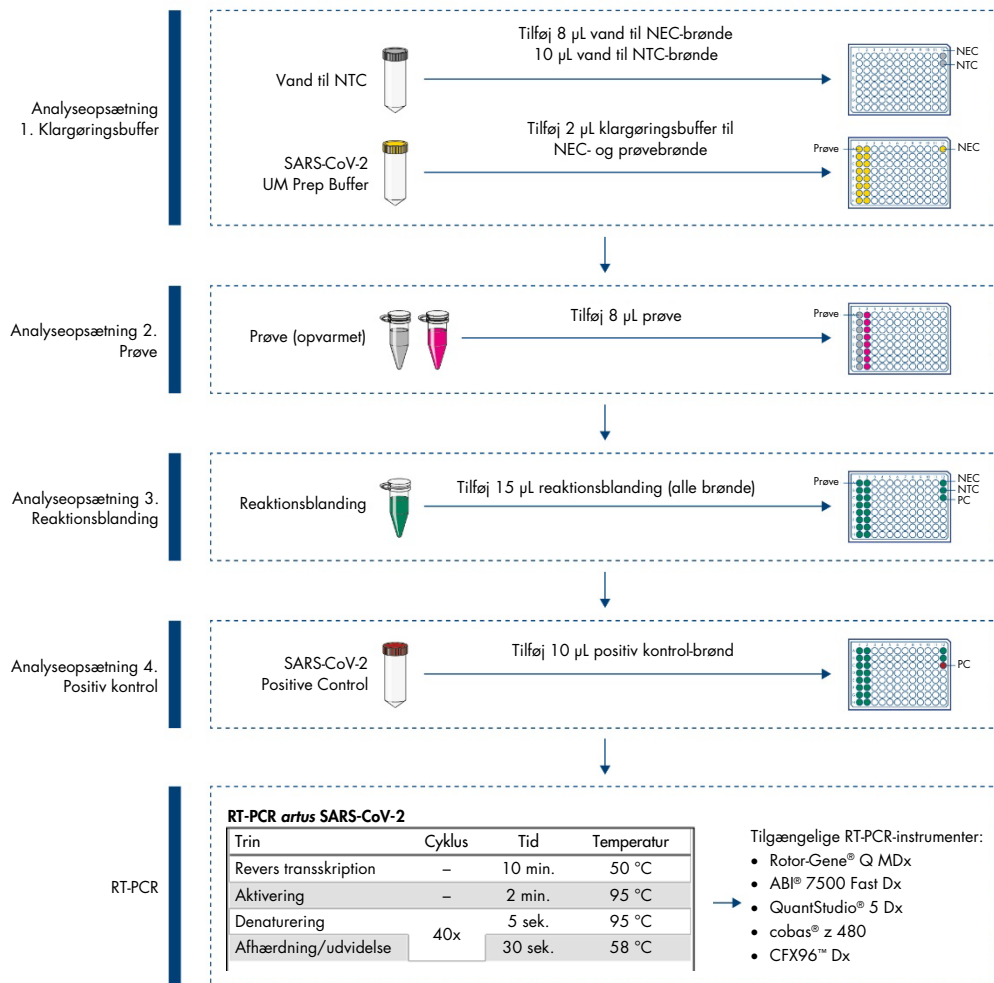 Analyseopsætning
1. Klargøringsbuffer
Vand til NTC
Tilføj 8 µL vand til NEC-brønde
10 µL vand til NTC-brønde
NEC
NTC
SARS-CoV-2
UM Prep Buffer
Tilføj 2 µL klargøringsbuffer til
NEC- og prøvebrønde
Prøve
NEC
Analyseopsætning 2.
Prøve
Prøve (opvarmet)
Tilføj 8 µL prøve
Prøve
Analyseopsætning 3.
Reaktionsblanding
Reaktionsblanding
Tilføj 15 µL reaktionsblanding (alle brønde)
Prøve
NEC
NTC
PC
Analyseopsætning 4.
Positiv kontrol
SARS-CoV-2
Positive Control
Tilføj 10 µL positiv kontrol-brønd
PC
RT-PCR
RT-PCR artus SARS-CoV-2
Trin Cyklus Tid Temperatur
Revers transskription – 10 min. 50 °C
Aktivering – 2 min. 95 °C
Denaturering 5 sek. 95 °C
40x
Afhærdning/udvidelse 30 sek. 58 °C
Tilgængelige RT-PCR-instrumenter:
• Rotor-Gene® Q MDx
• ABI® 7500 Fast Dx
• QuantStudio® 5 Dx
• cobas® z 480
• CFX96™ Dx